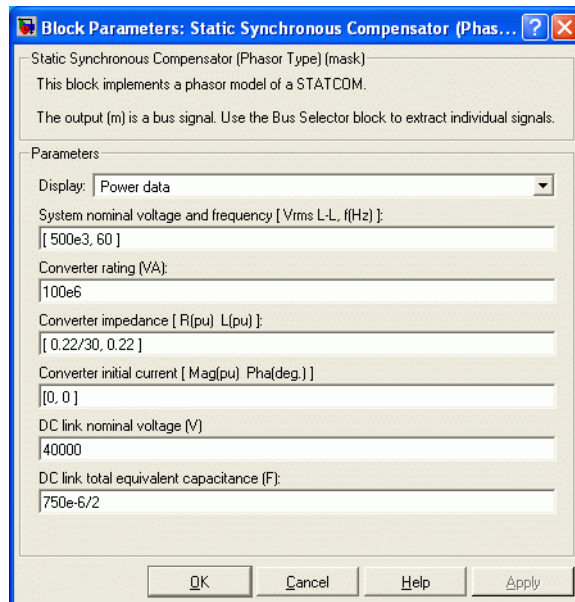 Block Parameters: Static Synchronous Compensator (Phas...
Static Synchronous Compensator (Phasor Type) (mask)
This block implements a phasor model of a STATCOM.
The output (m) is a bus signal. Use the Bus Selector block to extract individual signals.
Parameters
Display: Power data
System nominal voltage and frequency [ Vrms L-L, f(Hz) ]:
[ 500e3, 60 ]
Converter rating (VA):
100e6
Converter impedance [ R(pu) L(pu) ]:
[ 0.22/30, 0.22 ]
Converter initial current [ Mag(pu) Pha(deg.) ]
[0, 0 ]
DC link nominal voltage (V)
40000
DC link total equivalent capacitance (F):
750e-6/2
OK Cancel Help Apply